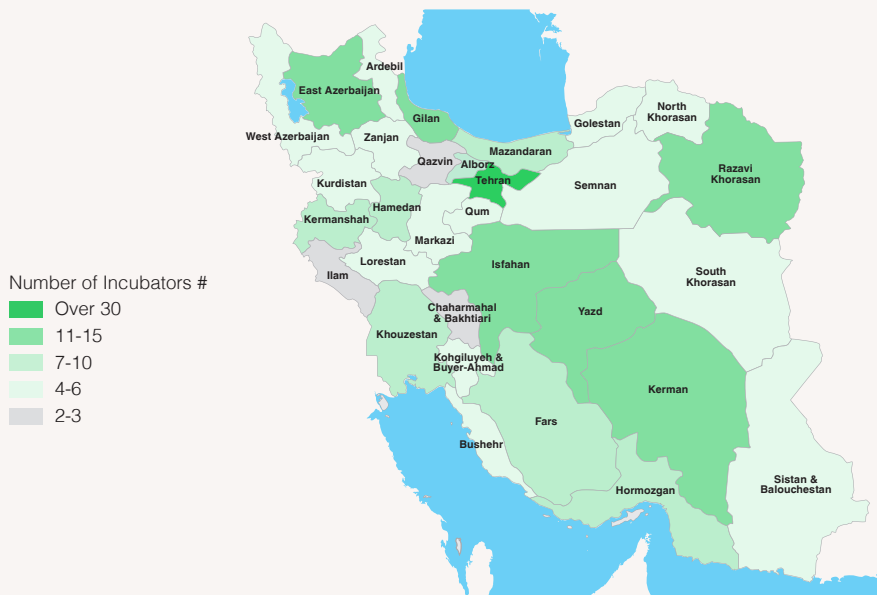 Ardebil
East Azerbaijan
North
Khorasan
Gilan
Golestan
West Azerbaijan
Zanjan
Mazandaran
Qazvin
Alborz
Razavi
Khorasan
Tehran
Kurdistan
Semnan
Hamedan
Qum
Kermanshah
Markazi
Lorestan
Isfahan
Ilam
South
Khorasan
Number of Incubators #
Over 30
11-15
7-10
4-6
2-3
Chaharmahal
& Bakhtiari
Yazd
Khouzestan
Kohgiluyeh &
Buyer-Ahmad
Kerman
Fars
Bushehr
Sistan &
Balouchestan
Hormozgan